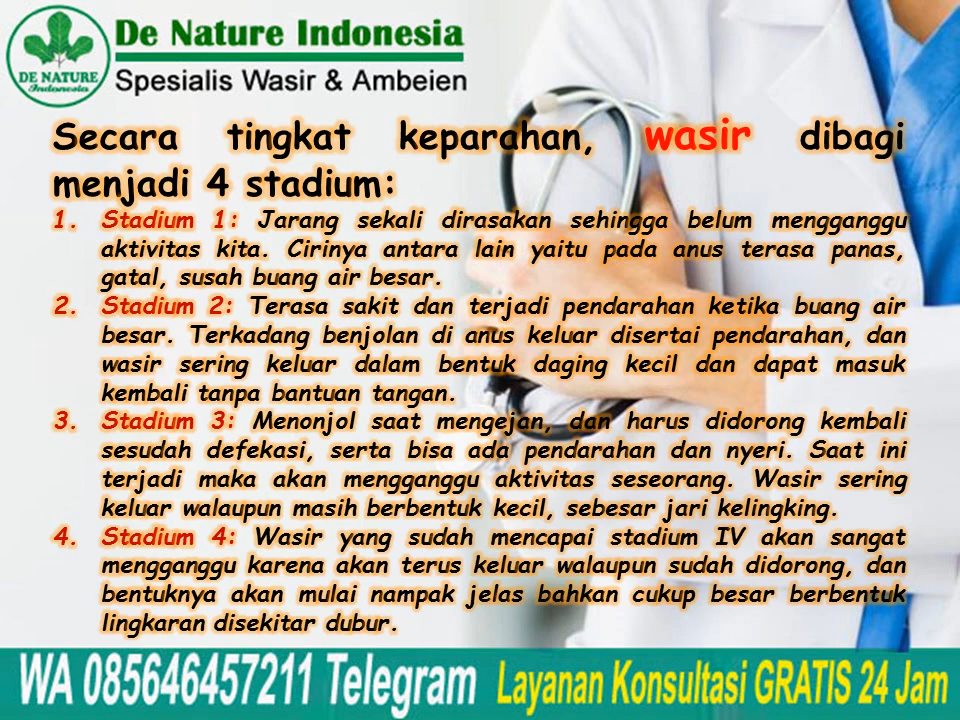 DE NATURE
Indonesia
De Nature Indonesia
Spesialis Wasir & Ambeien
Secara tingkat keparahan, wasir dibagi
menjadi 4 stadium:
1. Stadium 1: Jarang sekali dirasakan sehingga belum mengganggu
aktivitas kita. Cirinya antara lain yaitu pada anus terasa panas,
gatal, susah buang air besar.
2. Stadium 2: Terasa sakit dan terjadi pendarahan ketika buang air
besar. Terkadang benjolan di anus keluar disertai pendarahan, dan
wasir sering keluar dalam bentuk daging kecil dan dapat masuk
kembali tanpa bantuan tangan.
3. Stadium 3: Menonjol saat mengejan, dan harus didorong kembali
sesudah defekasi, serta bisa ada pendarahan dan nyeri. Saat ini
terjadi maka akan mengganggu aktivitas seseorang. Wasir sering
keluar walaupun masih berbentuk kecil, sebesar jari kelingking.
4. Stadium 4: Wasir yang sudah mencapai stadium IV akan sangat
mengganggu karena akan terus keluar walaupun sudah didorong, dan
bentuknya akan mulai nampak jelas bahkan cukup besar berbentuk
lingkaran disekitar dubur.
WA 085646457211 Telegram Layanan Konsultasi GRATIS 24 Jam